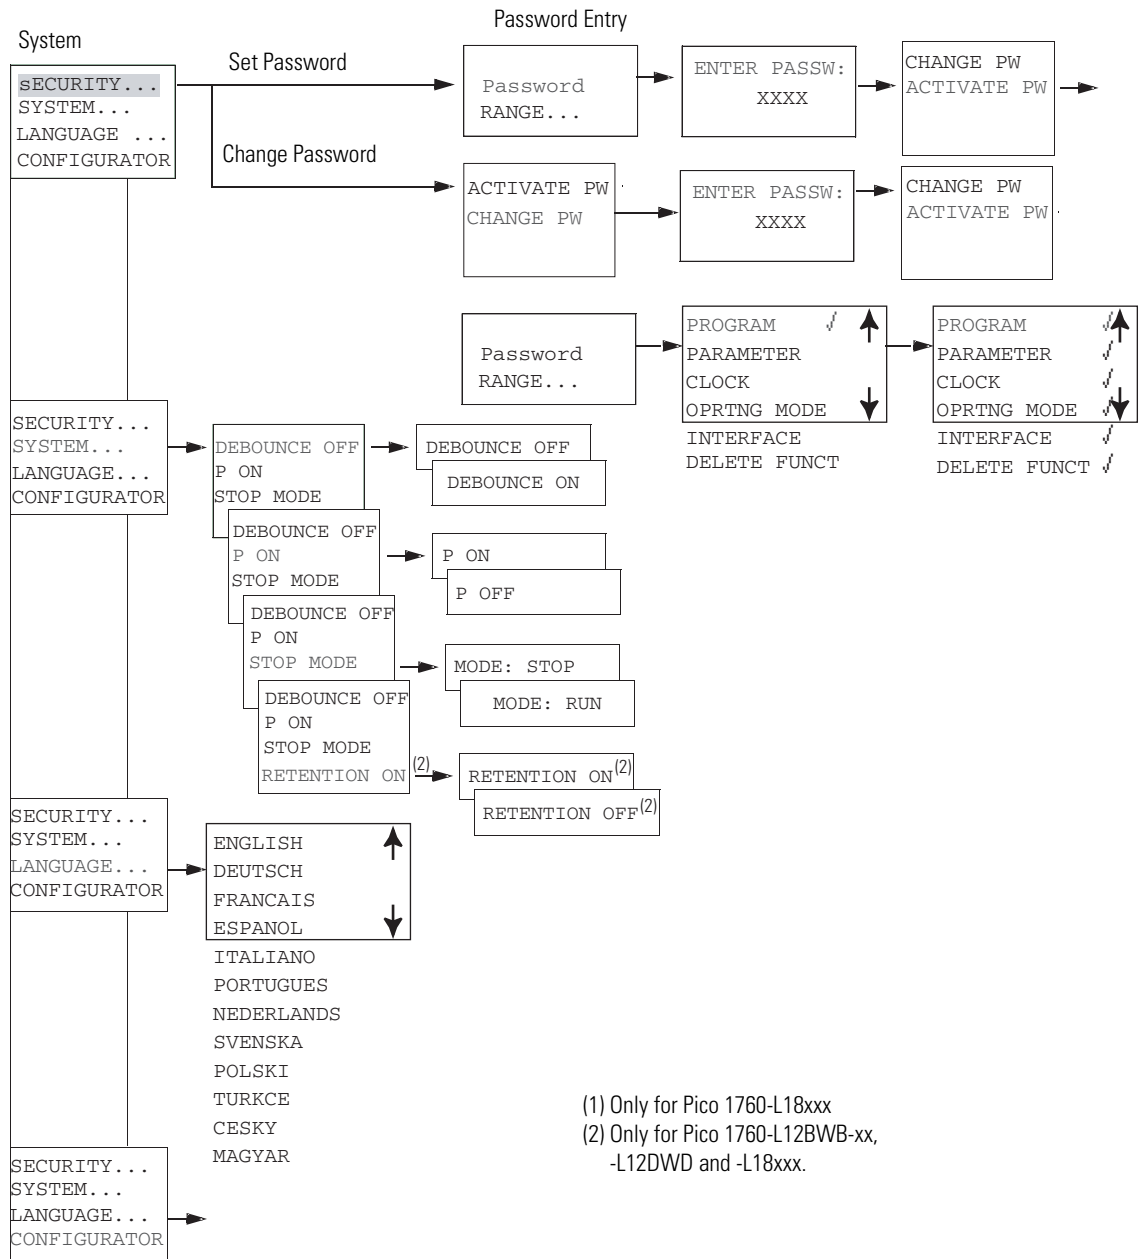 Password Entry
System
Set Password
Change Password
sECURITY...
SYSTEM...
LANGUAGE ...
CONFIGURATOR
Password
RANGE...
ENTER PASSW:
XXXX
CHANGE PW
ACTIVATE PW
ACTIVATE PW
CHANGE PW
ENTER PASSW:
XXXX
CHANGE PW
ACTIVATE PW
Password
RANGE...
PROGRAM √
PARAMETER
CLOCK
OPRTNG MODE
INTERFACE
DELETE FUNCT
PROGRAM √
PARAMETER √
CLOCK √
OPRTNG MODE √
INTERFACE √
DELETE FUNCT √
SECURITY...
SYSTEM...
LANGUAGE...
CONFIGURATOR
DEBOUNCE OFF
P ON
STOP MODE
DEBOUNCE OFF
DEBOUNCE ON
DEBOUNCE OFF
P ON
STOP MODE
P ON
P OFF
DEBOUNCE OFF
P ON
STOP MODE
MODE: STOP
MODE: RUN
DEBOUNCE OFF
P ON
STOP MODE
RETENTION ON (2)
RETENTION ON(2)
RETENTION OFF(2)
SECURITY...
SYSTEM...
LANGUAGE...
CONFIGURATOR
ENGLISH
DEUTSCH
FRANCAIS
ESPANOL
ITALIANO
PORTUGUES
NEDERLANDS
SVENSKA
POLSKI
TURKCE
CESKY
MAGYAR
(1) Only for Pico 1760-L18xxx
(2) Only for Pico 1760-L12BWB-xx,
-L12DWD and -L18xxx.
SECURITY...
SYSTEM...
LANGUAGE...
CONFIGURATOR